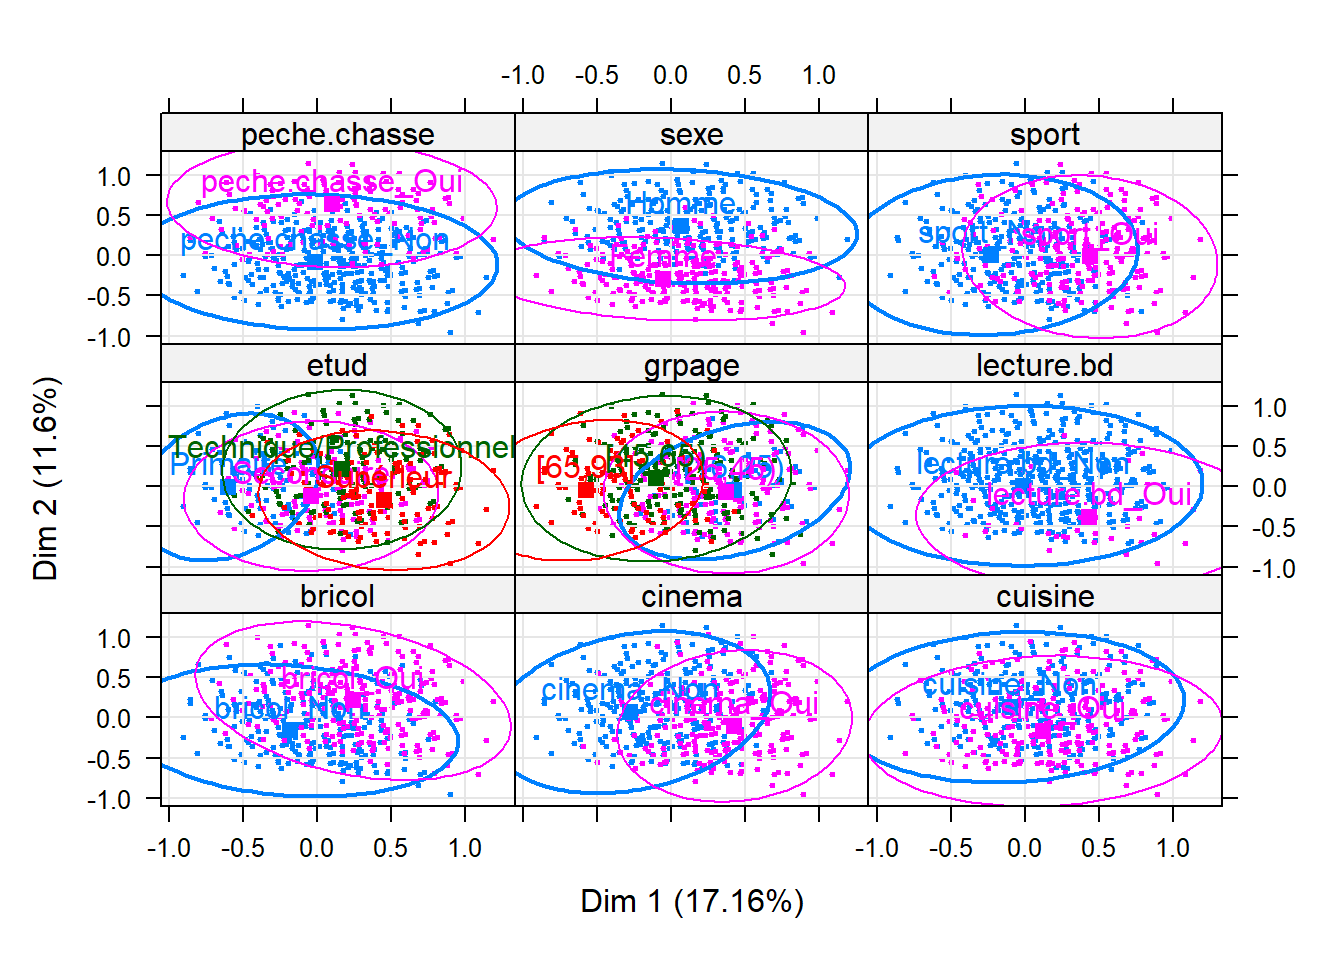 -1.0 -0.5 0.0 0.5 1.0
peche.chasse sexe sport
1.0
0.5
0.0
-0.5
-1.0
peche.chasse_Oui
peche.chasse_Non
Homme
Femme
sport_Oui
etud grpage lecture.bd
Technique/Professionnel
Supérieur
lecture.bd_Non
lecture.bd_Oui
1.0
0.5
0.0
-0.5
-1.0
bricol cinema cuisine
1.0
0.5
0.0
-0.5
-1.0
bricol_Oui
bricol_Non
cinema_Non
cinema_Oui
cuisine_Non
cuisine_Oui
-1.0 -0.5 0.0 0.5 1.0 -1.0 -0.5 0.0 0.5 1.0
Dim 1 (17.16%)
Dim 2 (11.6%)